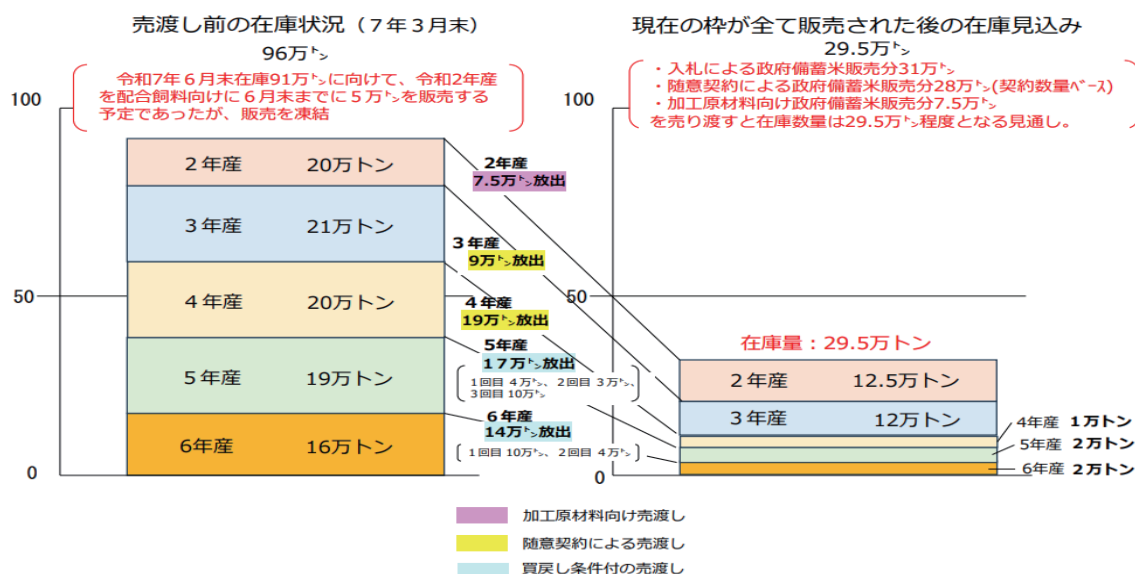 売渡し前の在庫状況（７年３月末）
96万㌧
令和7年６月末在庫91万㌧に向けて、令和2年産
を配合飼料向けに６月末までに５万㌧を販売する
予定であったが、販売を凍結
100
50
0
２年産 20万トン
３年産 21万トン
４年産 20万トン
５年産 19万トン
6年産 16万トン
2年産
7.5万㌧放出
３年産
9万㌧放出
４年産
19万㌧放出
5年産
１７万㌧放出
１回目 ４万㌧、２回目 ３万㌧、
３回目 10万㌧
６年産
14万㌧放出
１回目 10万㌧、２回目 ４万㌧
現在の枠が全て販売された後の在庫見込み
29.5万㌧
・入札による政府備蓄米販売分31万㌧
・随意契約による政府備蓄米販売分28万㌧(契約数量ﾍﾞｰｽ)
・加工原材料向け政府備蓄米販売分7.5万㌧
を売り渡すと在庫数量は29.5万㌧程度となる見通し。
100
50
0
在庫量：29.5万トン
２年産 12.5万トン
３年産 12万トン
4年産 １万トン
5年産 ２万トン
6年産 ２万トン
加工原材料向け売渡し
随意契約による売渡し
買戻し条件付の売渡し